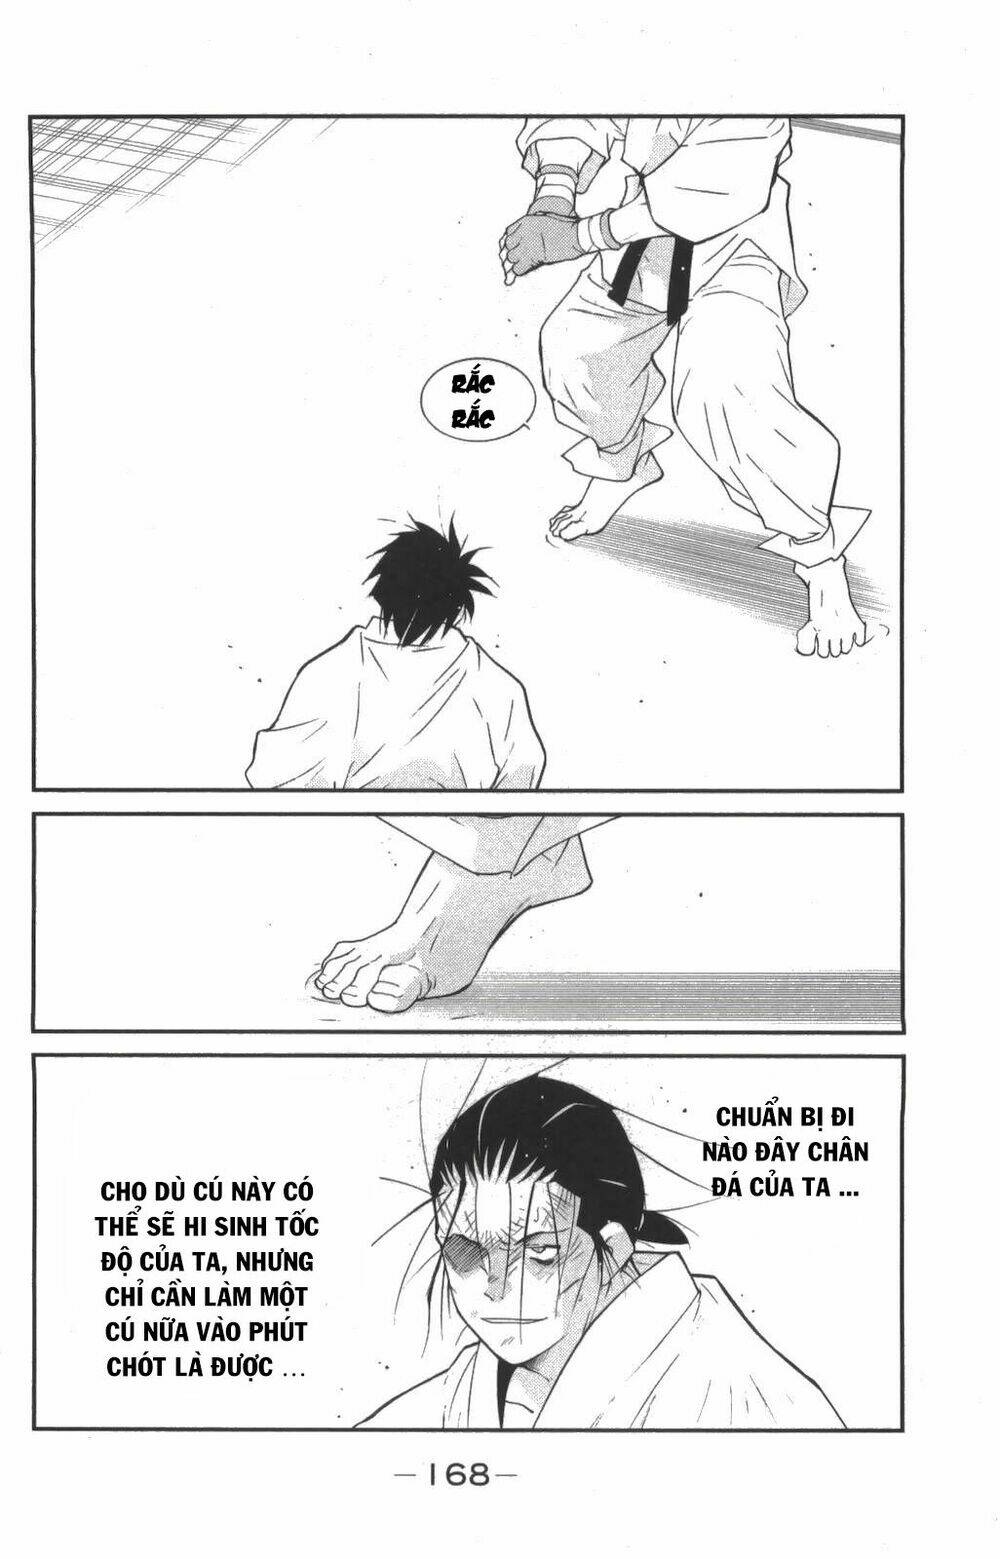 RẮC
RẮC
CHUẨN BỊ ĐI
NÀO ĐÂY CHÂN
ĐÁ CỦA TA ...
CHO DÙ CÚ NÀY CÓ
THỂ SẼ HI SINH TỐC
ĐỘ CỦA TA, NHƯNG
CHỈ CẦN LÀM MỘT
CÚ NỮA VÀO PHÚT
CHÓT LÀ ĐƯỢC ...
—168—